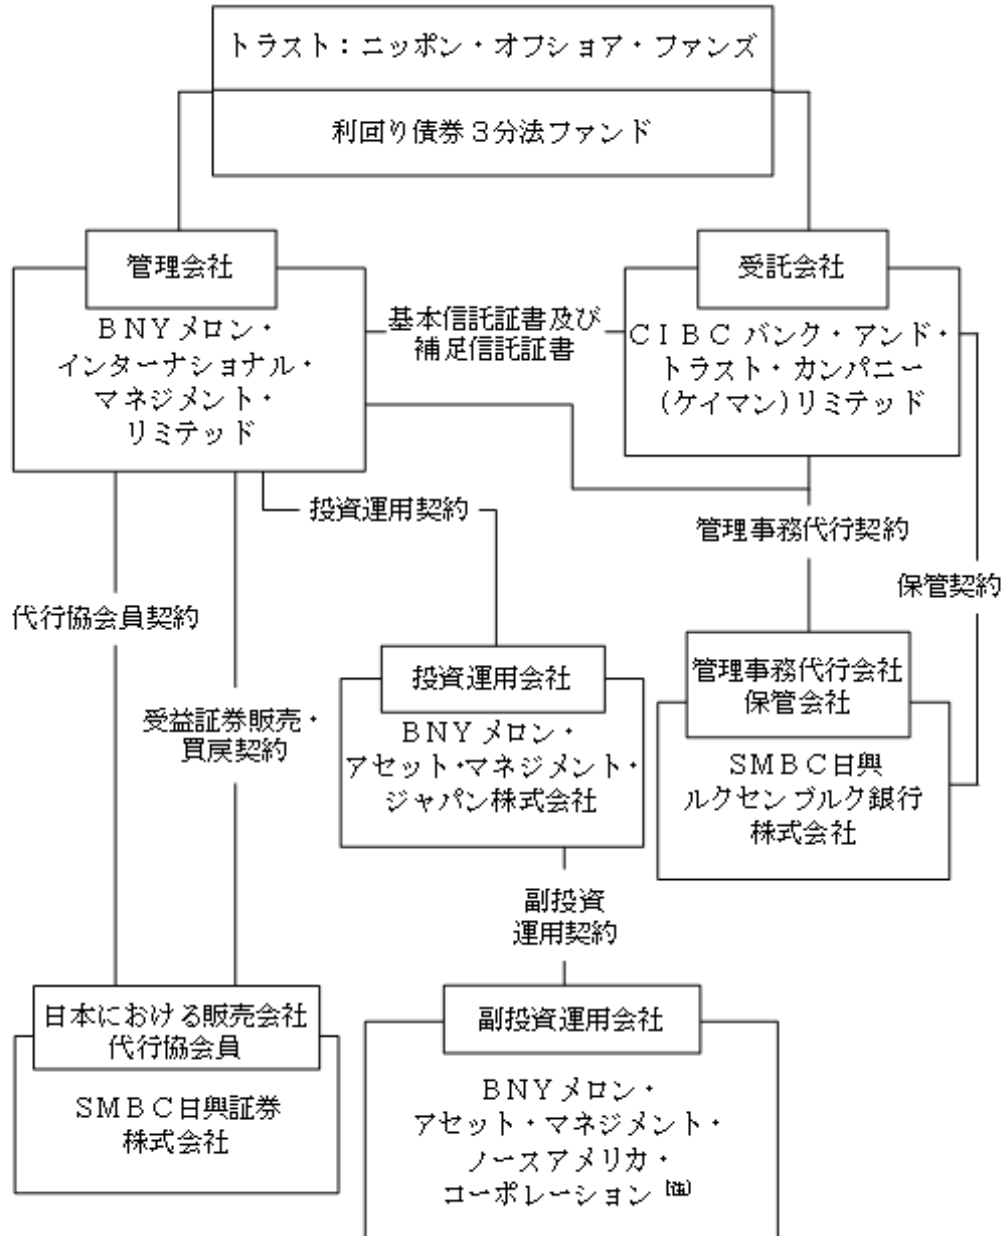 トラスト：ニッポン・オフショア・ファンズ
利回り債券３分法ファンド
管理会社
ＢＮＹメロン・
インターナショナル・
マネジメント・
リミテッド
基本信託証書及び
補足信託証書
受託会社
ＣＩＢＣ バンク・アンド・
トラスト・カンパニー
(ケイマン)リミテッド
投資運用契約
管理事務代行契約
保管契約
代行協会員契約
受益証券販売・
買戻契約
投資運用会社
ＢＮＹメロン・
アセット・マネジメント・
ジャパン株式会社
管理事務代行会社
保管会社
ＳＭＢＣ日興
ルクセンブルク銀行
株式会社
副投資
運用契約
日本における販売会社
代行協会員
ＳＭＢＣ日興証券
株式会社
副投資運用会社
ＢＮＹメロン・
アセット・マネジメント・
ノースアメリカ・
コーポレーション